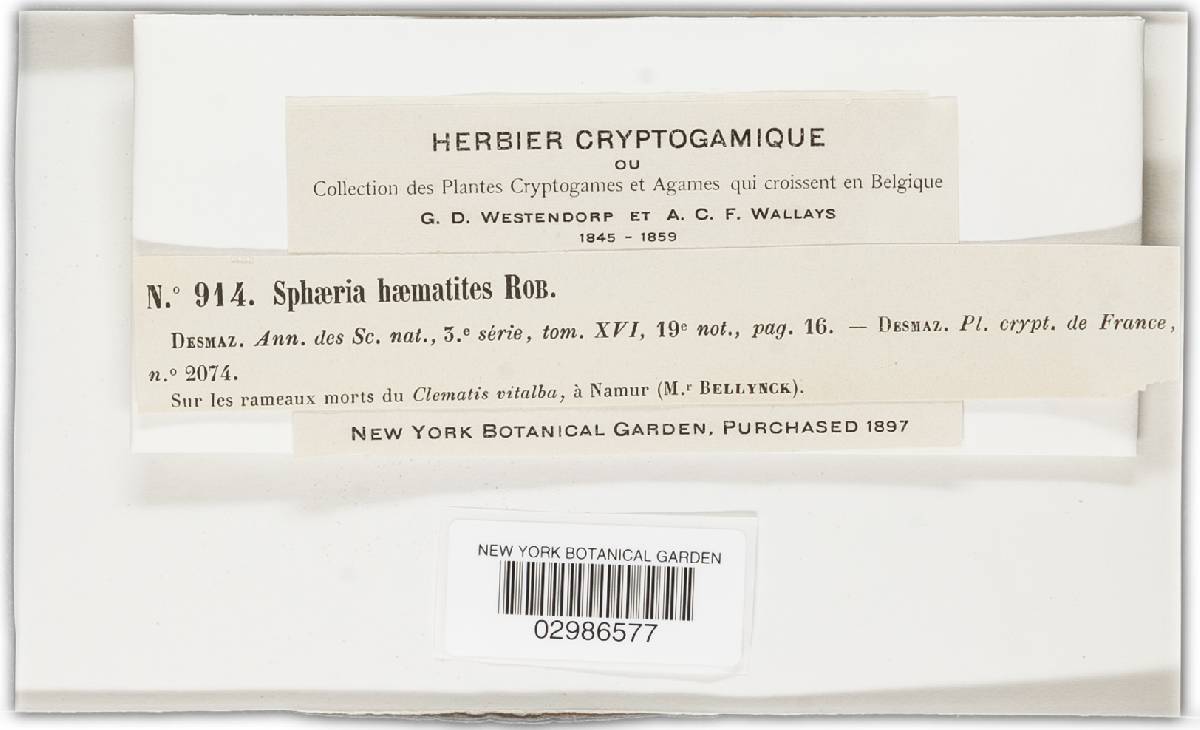 HERBIER CRYPTOGAMIQUE
OU
Collection des Plantes Cryptogames et Agames qui croissent en Belgique
G. D. WESTENDORP ET A. C. F. WALLAYS
1845 - 1859
N.° 914. Sphæria hæmatites ROB.
DESMAZ. Ann. des Sc. nat., 3.e série, tom. XVI, 19e not., pag. 16. — DESMAZ. Pl. crypt. de France,
n.° 2074.
Sur les rameaux morts du Clematis vitalba, à Namur (M.r BELLYNCK).
NEW YORK BOTANICAL GARDEN, PURCHASED 1897
NEW YORK BOTANICAL GARDEN
02986577